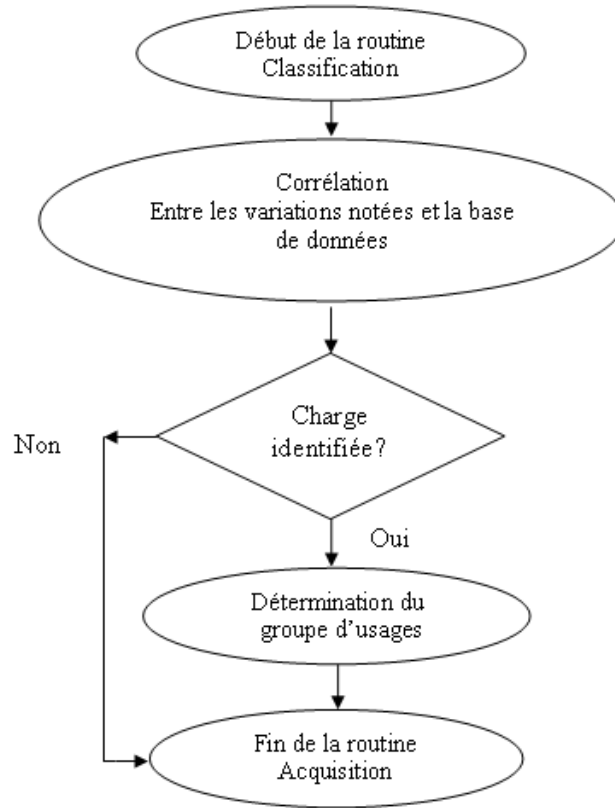 Début de la routine
Classification
Corrélation
Entre les variations notées et la base
de données
Charge
identifiée?
Non
Oui
Détermination du
groupe d'usages
Fin de la routine
Acquisition